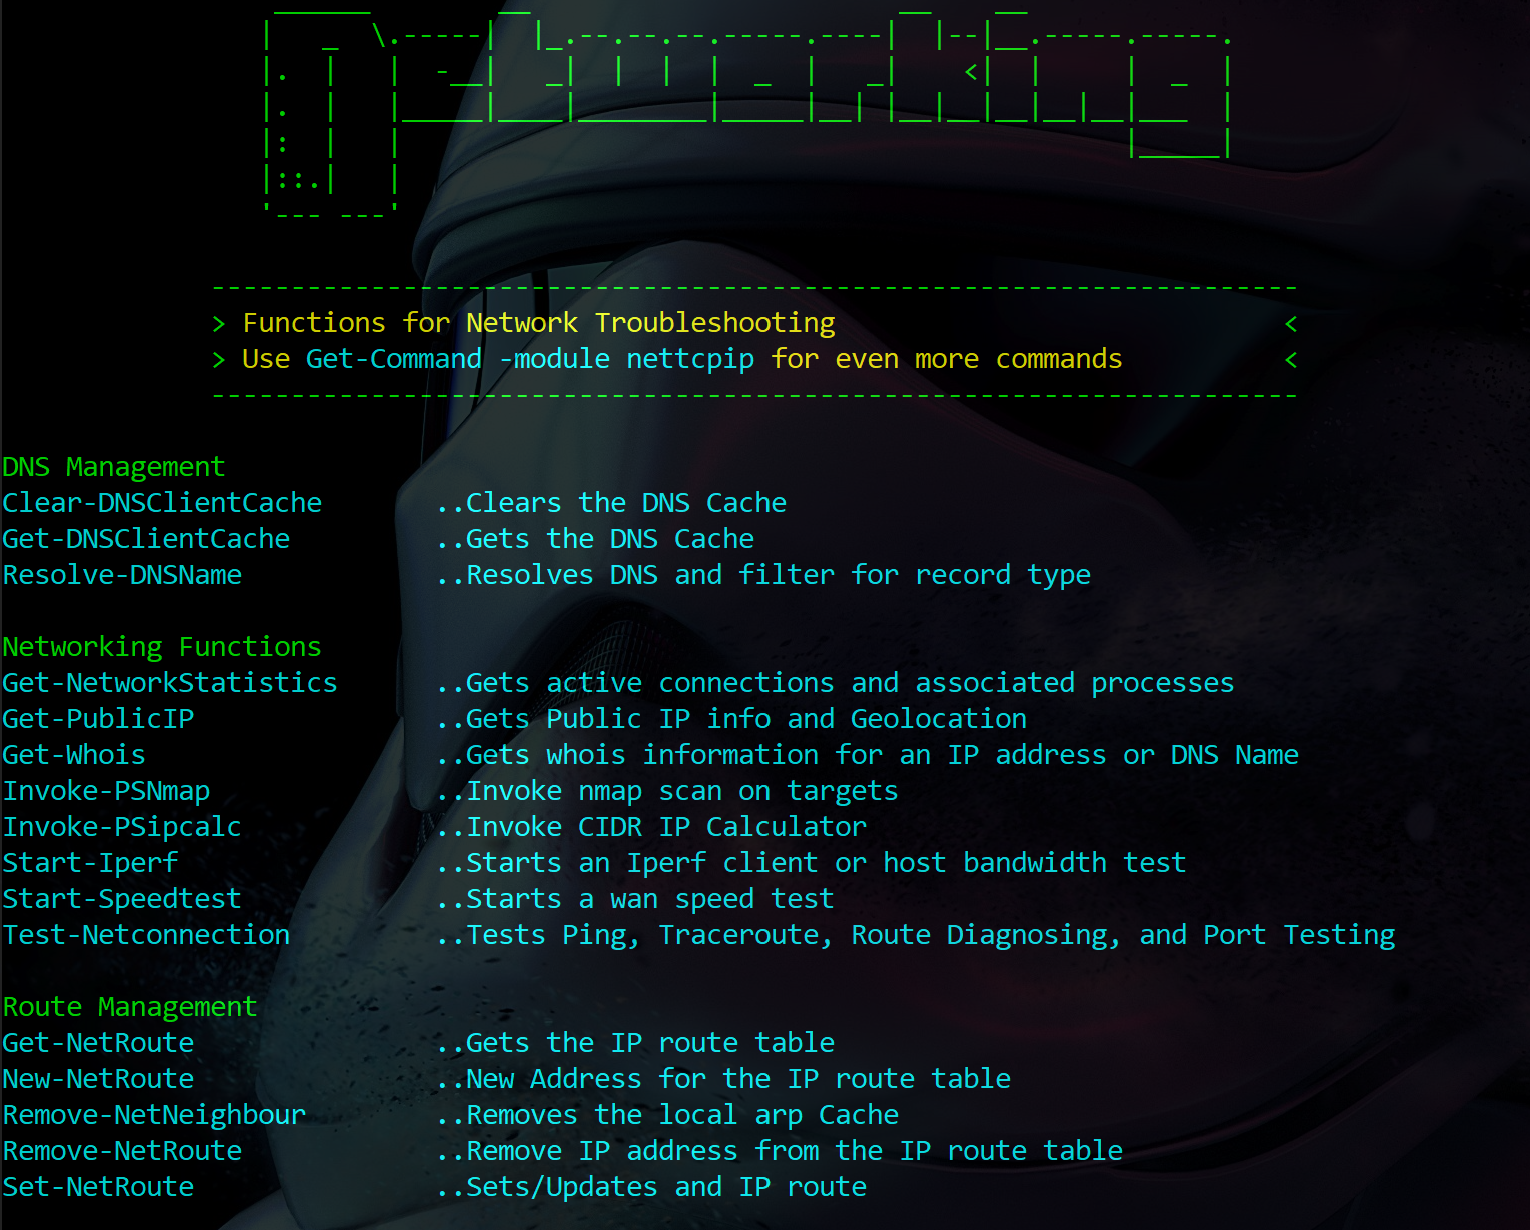 Networking
> Functions for Network Troubleshooting <
> Use Get-Command -module nettcpip for even more commands <
DNS Management
Clear-DNSClientCache ..Clears the DNS Cache
Get-DNSClientCache ..Gets the DNS Cache
Resolve-DNSName ..Resolves DNS and filter for record type
Networking Functions
Get-NetworkStatistics ..Gets active connections and associated processes
Get-PublicIP ..Gets Public IP info and Geolocation
Get-Whois ..Gets whois information for an IP address or DNS Name
Invoke-PSNmap ..Invoke nmap scan on targets
Invoke-PSipcalc ..Invoke CIDR IP Calculator
Start-Iperf ..Starts an Iperf client or host bandwidth test
Start-Speedtest ..Starts a wan speed test
Test-Netconnection ..Tests Ping, Traceroute, Route Diagnosing, and Port Testing
Route Management
Get-NetRoute ..Gets the IP route table
New-NetRoute ..New Address for the IP route table
Remove-NetNeighbour ..Removes the local arp Cache
Remove-NetRoute ..Remove IP address from the IP route table
Set-NetRoute ..Sets/Updates and IP route